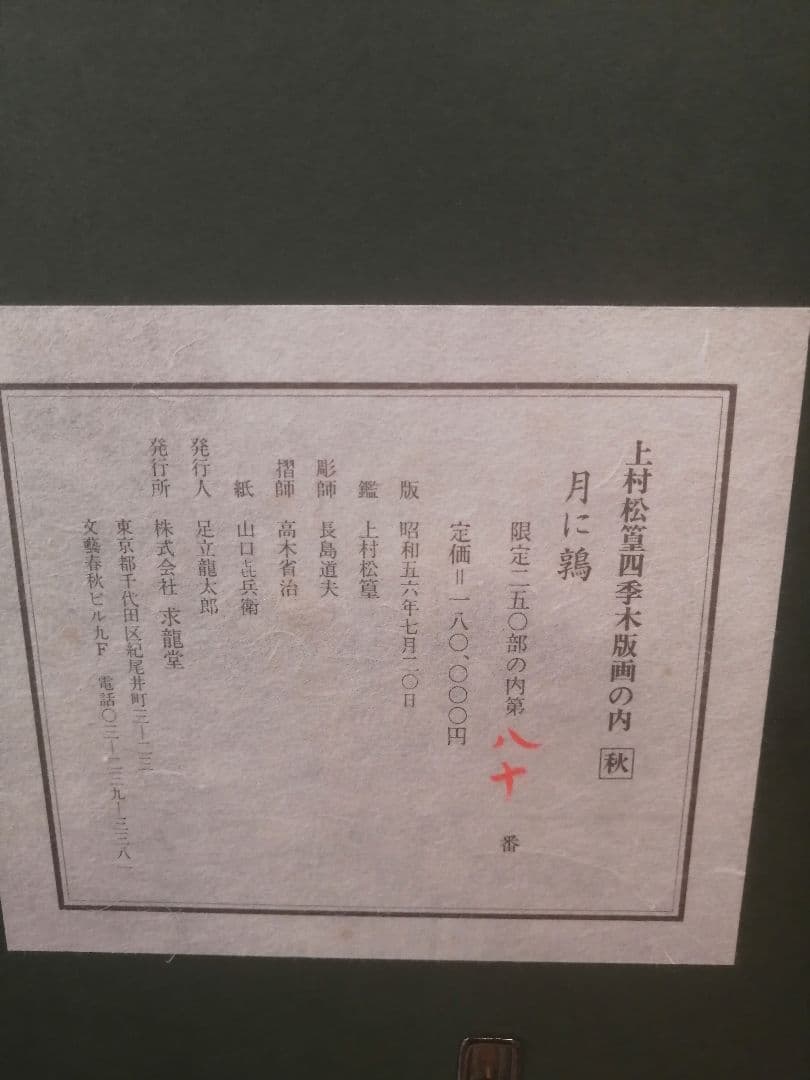 上村松篁四季木版画の内 秋
月に鶉
限定二五〇部の内第 八十 番
定価＝一八〇、〇〇〇円
版 昭和五六年七月二〇日
鑑 上村松篁
彫師 長島道夫
摺師 高木省治
紙 山口㐂兵衛
発行人 足立龍太郎
発行所 株式会社 求龍堂
東京都千代田区紀尾井町三―二三
文藝春秋ビル九F 電話〇三―二三九―三三八一